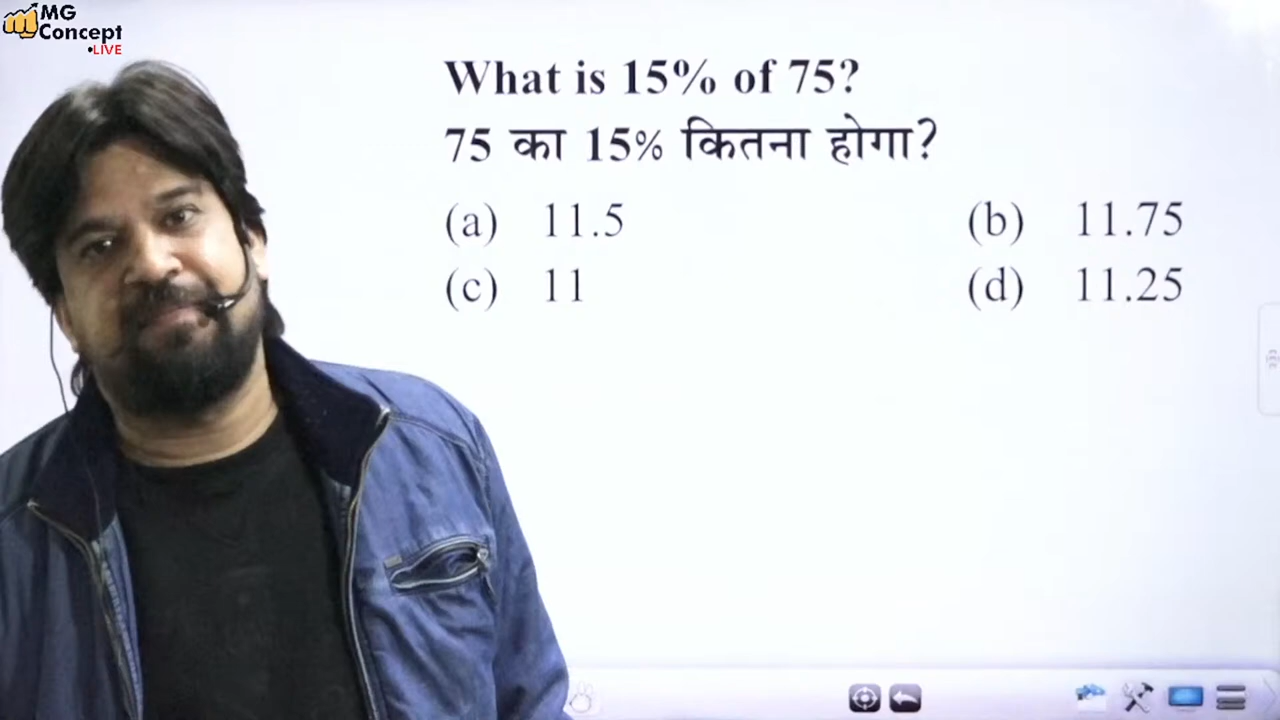 MG
Concept
LIVE
What is 15% of 75?
75 का 15% कितना होगा?
(a) 11.5 (b) 11.75
(c) 11 (d) 11.25